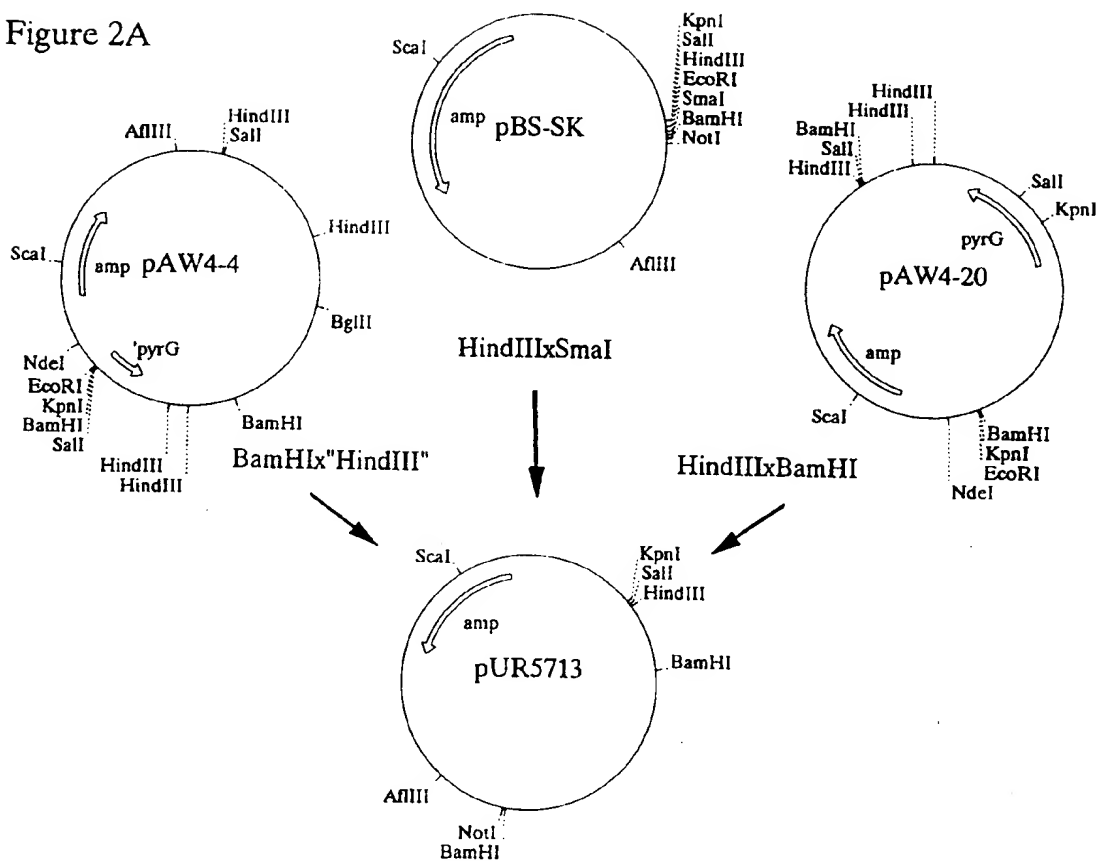 Figure 2A
ScaI
amp
pBS-SK
KpnI
SalI
HindIII
EcoRI
SmaI
BamHI
NotI
AflIII
AflIII
HindIII
SalI
HindIII
BglII
BamHI
HindIII
HindIII
SalI
BamHI
KpnI
EcoRI
NdeI
ScaI
amp
pAW4-4
'pyrG
HindIII
HindIII
BamHI
SalI
HindIII
SalI
KpnI
pyrG
pAW4-20
amp
ScaI
BamHI
KpnI
EcoRI
NdeI
HindIIIxSmaI
BamHIx"HindIII"
HindIIIxBamHI
ScaI
amp
pUR5713
KpnI
SalI
HindIII
BamHI
AflIII
NotI
BamHI